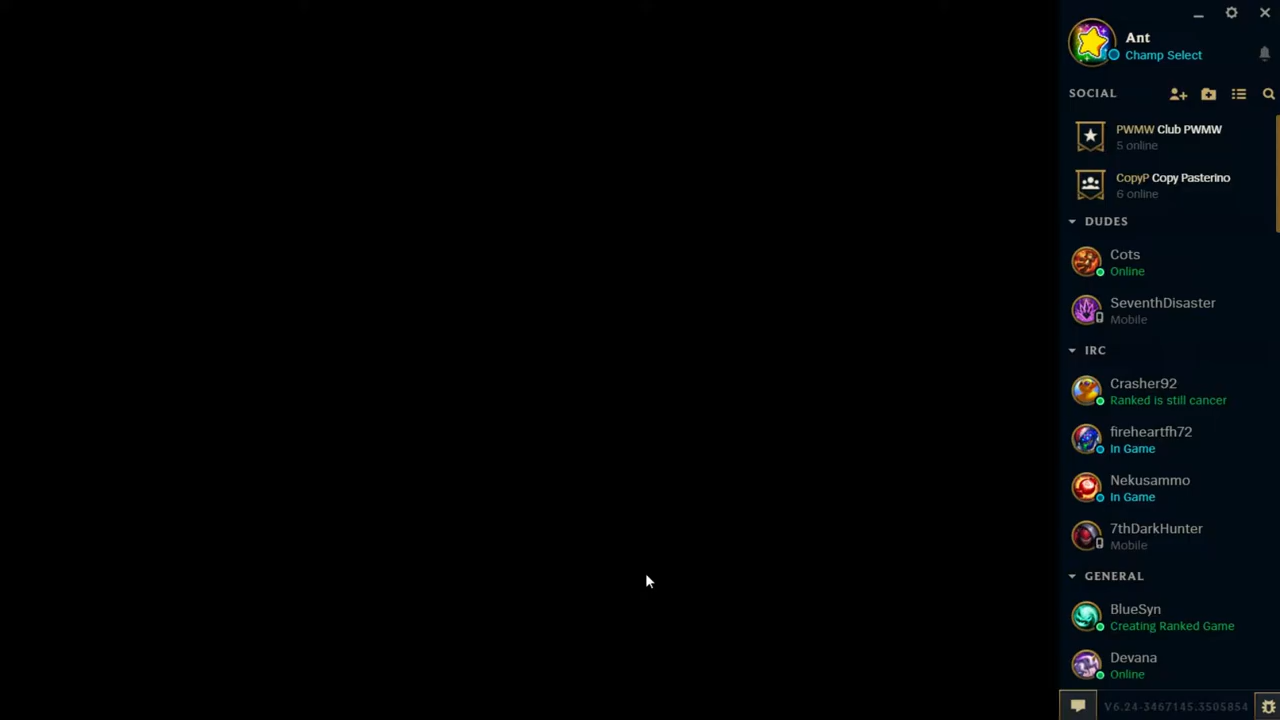 Ant
Champ Select
SOCIAL
PWMW Club PWMW
5 online
CopyP Copy Pasterino
6 online
DUDES
Cots
Online
SeventhDisaster
Mobile
IRC
Crasher92
Ranked is still cancer
fireheartfh72
In Game
Nekusammo
In Game
7thDarkHunter
Mobile
GENERAL
BlueSyn
Creating Ranked Game
Devana
Online
V6.24-3467145.3505854